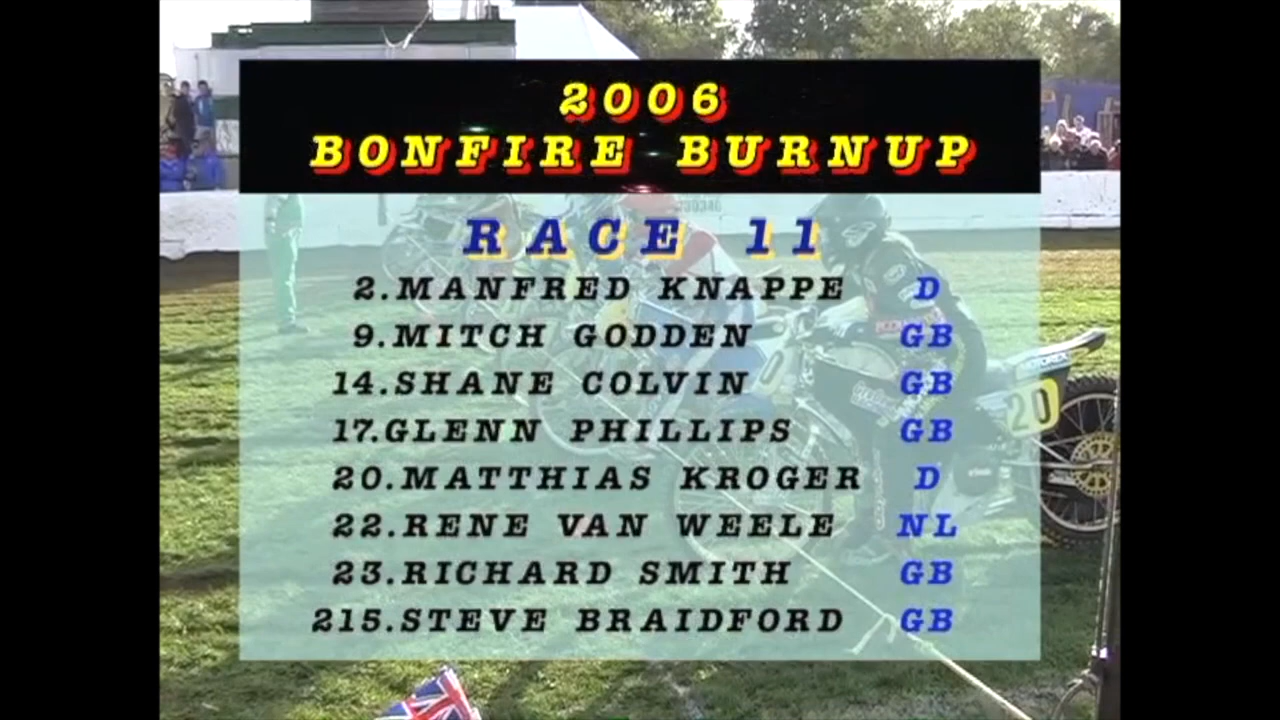 2006
BONFIRE BURNUP
RACE 11
2. MANFRED KNAPPE D
9. MITCH GODDEN GB
14. SHANE COLVIN GB
17. GLENN PHILLIPS GB
20. MATTHIAS KROGER D
22. RENE VAN WEELE NL
23. RICHARD SMITH GB
215. STEVE BRAIDFORD GB
20